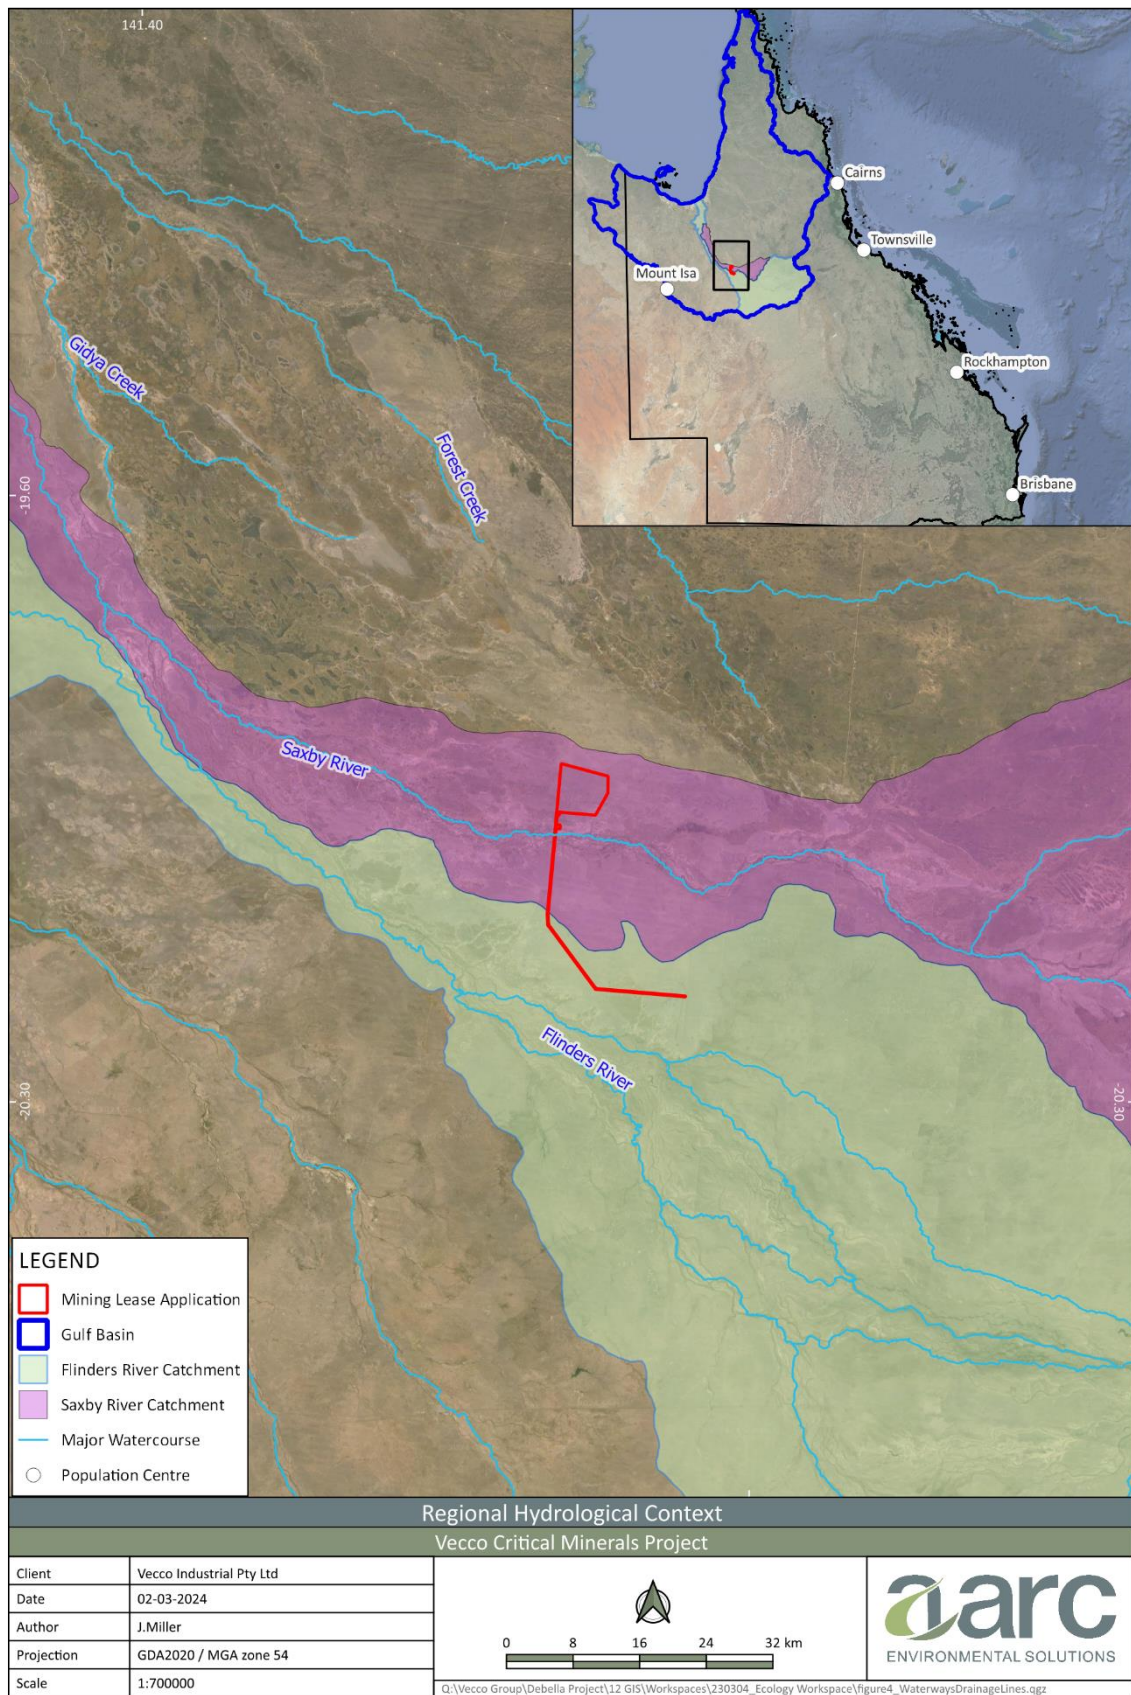 141.40
Cairns
Townsville
Mount Isa
Rockhampton
Brisbane
Gidya Creek
Forest Creek
-19.60
Saxby River
Flinders River
-20.30
-20.30
LEGEND
Mining Lease Application
Gulf Basin
Flinders River Catchment
Saxby River Catchment
Major Watercourse
Population Centre
Regional Hydrological Context
Vecco Critical Minerals Project
Client Vecco Industrial Pty Ltd
Date 02-03-2024
Author J.Miller
Projection GDA2020 / MGA zone 54
Scale 1:700000
0 8 16 24 32 km
Q:\Vecco Group\Debella Project\12 GIS\Workspaces\230304_Ecology Workspace\figure4_WaterwaysDrainageLines.qgz
aarc
ENVIRONMENTAL SOLUTIONS